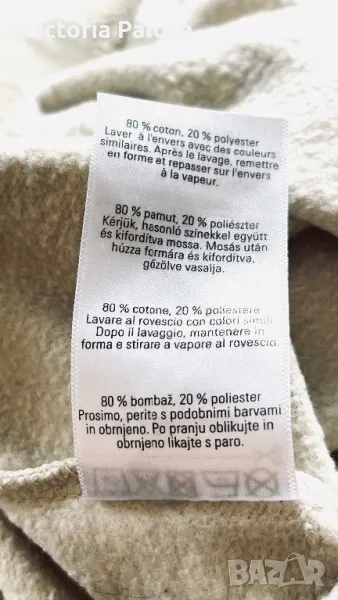 Victoria Paloma
80 % coton, 20 % polyester
Laver à l'envers avec des couleurs
similaires. Après le lavage, remettre
en forme et repasser sur l'envers
à la vapeur.
80 % pamut, 20 % poliészter
Kérjük, hasonló színekkel együtt
és kifordítva mossa. Mosás után
húzza formára és kifordítva
gőzölve vasalja.
80 % cotone, 20 % poliestere
Lavare al rovescio con colori simili
Dopo il lavaggio, mantenere in
forma e stirare a vapore al rovescio.
80 % bombaž, 20 % poliester
Prosimo, perite s podobnimi barvami
in obrnjeno. Po pranju oblikujte in
obrnjeno likajte s paro.
BAZAR